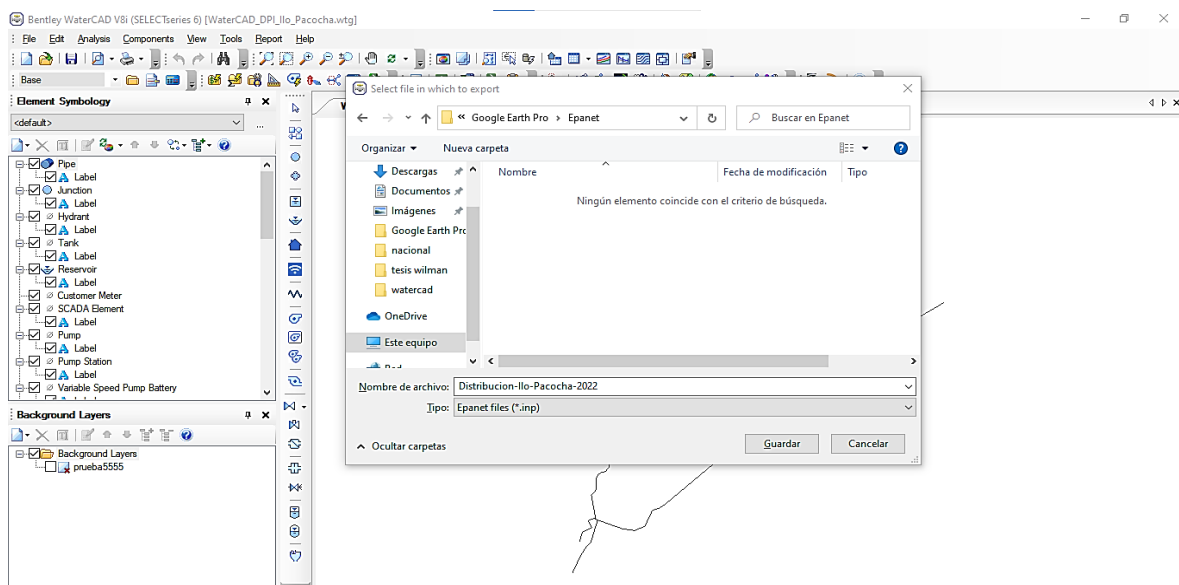 Bentley WaterCAD V8i (SELECTseries 6) [WaterCAD_DPI_Ilo_Pacocha.wtg]
File Edit Analysis Components View Tools Report Help
Base
Element Symbology
<default>
Pipe
Label
Junction
Label
Hydrant
Label
Tank
Label
Reservoir
Label
Customer Meter
SCADA Element
Label
Pump
Label
Pump Station
Label
Variable Speed Pump Battery
Background Layers
Background Layers
prueba5555
Select file in which to export
« Google Earth Pro › Epanet
Buscar en Epanet
Organizar
Nueva carpeta
Descargas
Documentos
Imágenes
Google Earth Pro
nacional
tesis wilman
watercad
OneDrive
Este equipo
Nombre
Fecha de modificación
Tipo
Ningún elemento coincide con el criterio de búsqueda.
Nombre de archivo: Distribucion-Ilo-Pacocha-2022
Tipo: Epanet files (*.inp)
Ocultar carpetas
Guardar
Cancelar